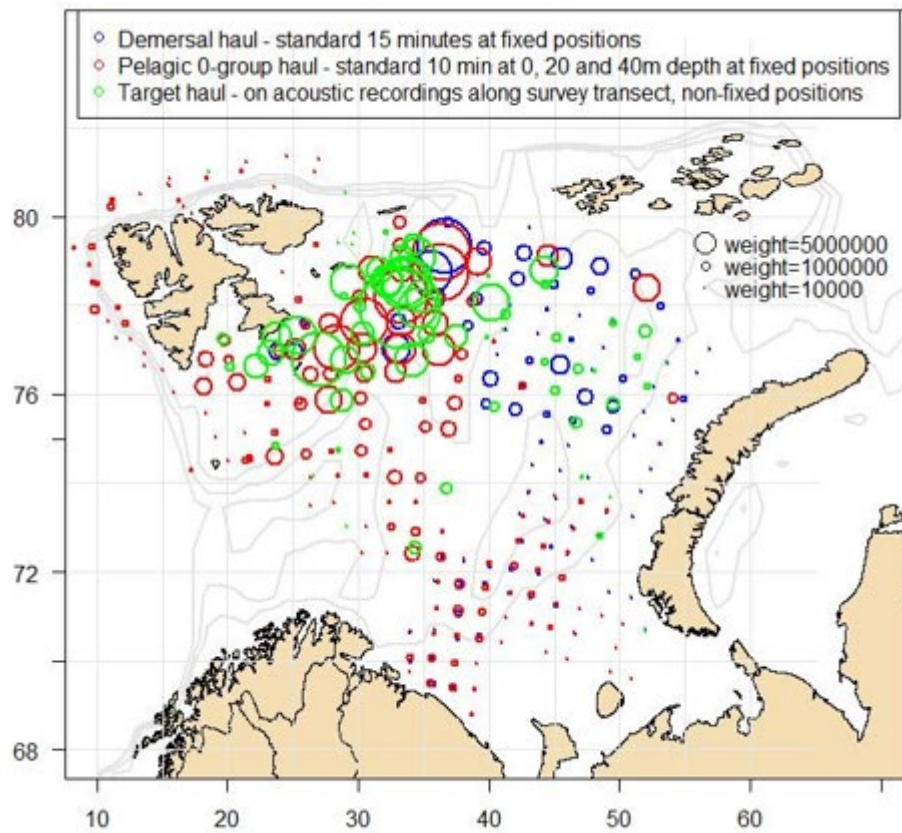 Demersal haul - standard 15 minutes at fixed positions
Pelagic 0-group haul - standard 10 min at 0, 20 and 40m depth at fixed positions
Target haul - on acoustic recordings along survey transect, non-fixed positions
80
weight=5000000
weight=1000000
weight=10000
76
72
68
10 20 30 40 50 60